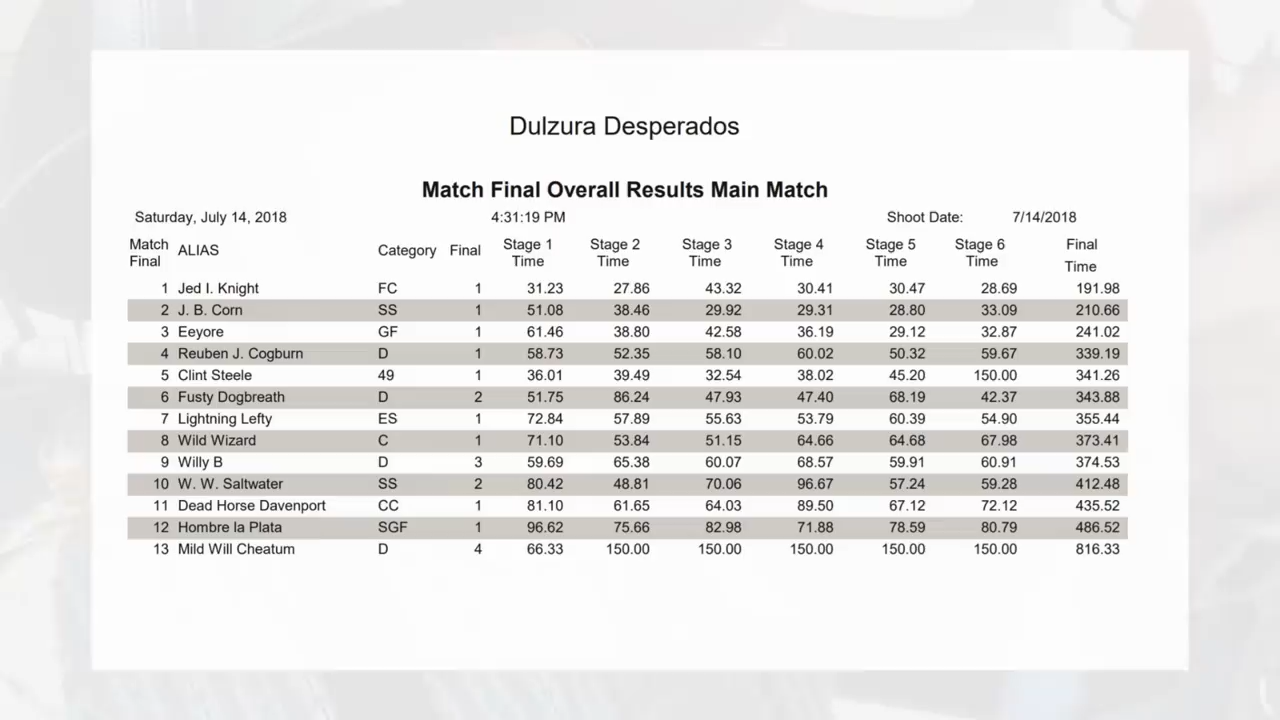 Dulzura Desperados
Match Final Overall Results Main Match
Saturday, July 14, 2018 4:31:19 PM Shoot Date: 7/14/2018
Match Final ALIAS Category Final Stage 1 Time Stage 2 Time Stage 3 Time Stage 4 Time Stage 5 Time Stage 6 Time Final Time
1 Jed I. Knight FC 1 31.23 27.86 43.32 30.41 30.47 28.69 191.98
2 J. B. Corn SS 1 51.08 38.46 29.92 29.31 28.80 33.09 210.66
3 Eeyore GF 1 61.46 38.80 42.58 36.19 29.12 32.87 241.02
4 Reuben J. Cogburn D 1 58.73 52.35 58.10 60.02 50.32 59.67 339.19
5 Clint Steele 49 1 36.01 39.49 32.54 38.02 45.20 150.00 341.26
6 Fusty Dogbreath D 2 51.75 86.24 47.93 47.40 68.19 42.37 343.88
7 Lightning Lefty ES 1 72.84 57.89 55.63 53.79 60.39 54.90 355.44
8 Wild Wizard C 1 71.10 53.84 51.15 64.66 64.68 67.98 373.41
9 Willy B D 3 59.69 65.38 60.07 68.57 59.91 60.91 374.53
10 W. W. Saltwater SS 2 80.42 48.81 70.06 96.67 57.24 59.28 412.48
11 Dead Horse Davenport CC 1 81.10 61.65 64.03 89.50 67.12 72.12 435.52
12 Hombre la Plata SGF 1 96.62 75.66 82.98 71.88 78.59 80.79 486.52
13 Mild Will Cheatum D 4 66.33 150.00 150.00 150.00 150.00 150.00 816.33